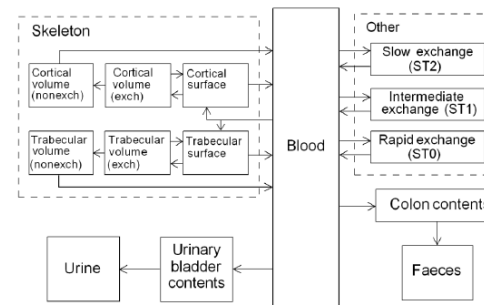 Skeleton
Cortical
volume
(nonexch)
Cortical
volume
(exch)
Cortical
surface
Trabecular
volume
(nonexch)
Trabecular
volume
(exch)
Trabecular
surface
Blood
Other
Slow exchange
(ST2)
Intermediate
exchange (ST1)
Rapid exchange
(ST0)
Colon contents
Faeces
Urinary
bladder
contents
Urine